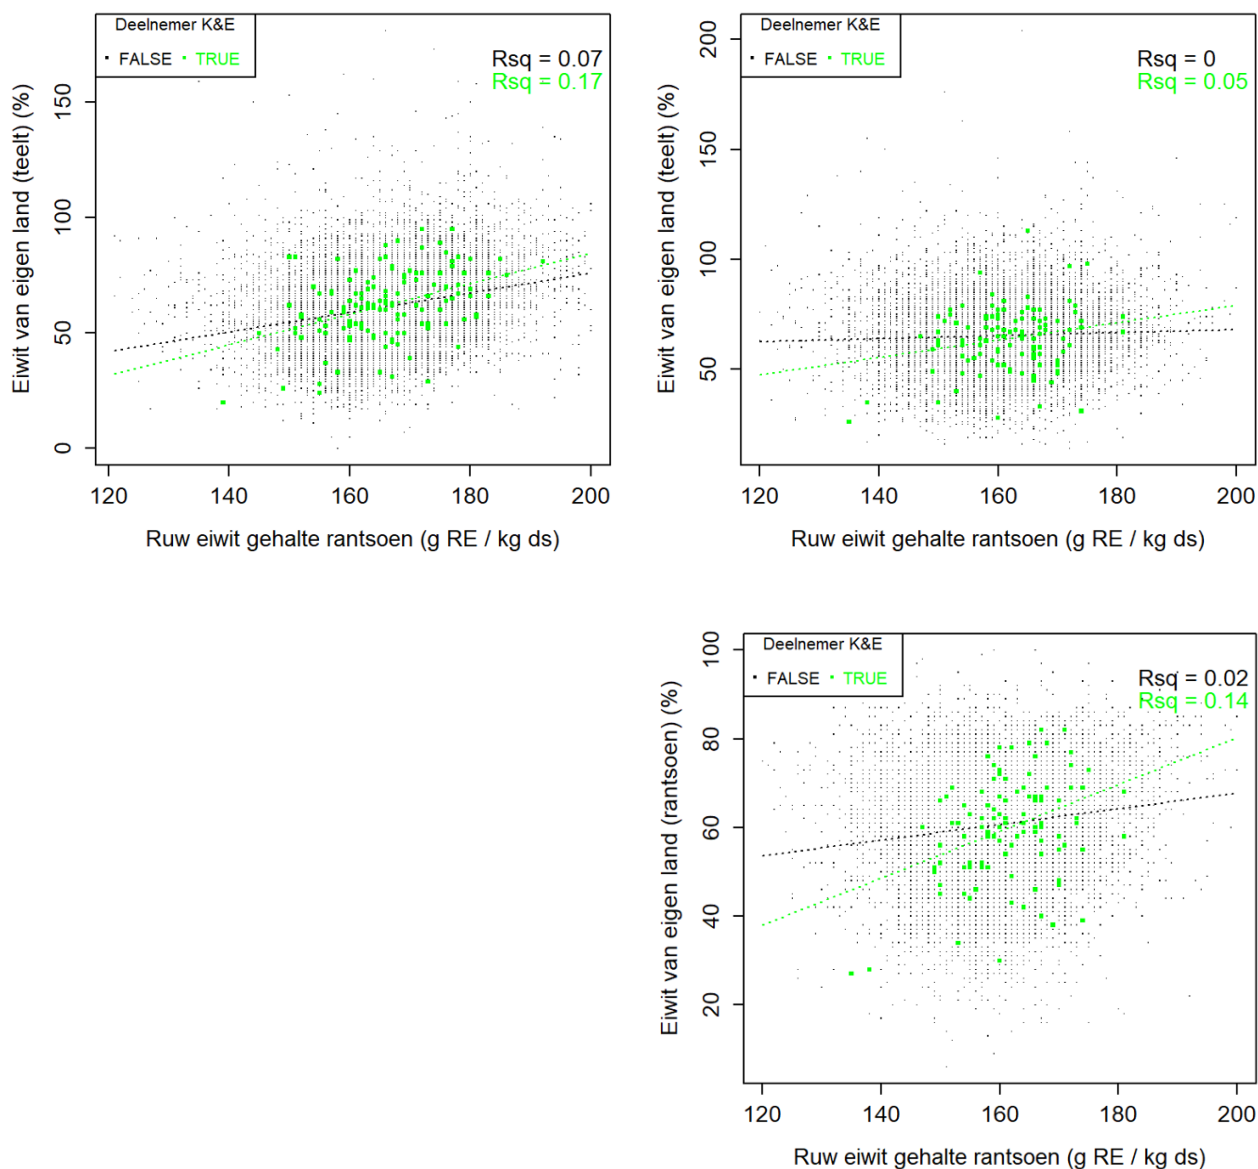 Deelnemer K&E
FALSE TRUE
Rsq = 0.07
Rsq = 0.17
Eiwit van eigen land (teelt) (%)
0 50 100 150
120 140 160 180 200
Ruw eiwit gehalte rantsoen (g RE / kg ds)
Deelnemer K&E
FALSE TRUE
Rsq = 0
Rsq = 0.05
Eiwit van eigen land (teelt) (%)
50 100 150 200
120 140 160 180 200
Ruw eiwit gehalte rantsoen (g RE / kg ds)
Deelnemer K&E
FALSE TRUE
Rsq = 0.02
Rsq = 0.14
Eiwit van eigen land (rantsoen) (%)
20 40 60 80 100
120 140 160 180 200
Ruw eiwit gehalte rantsoen (g RE / kg ds)